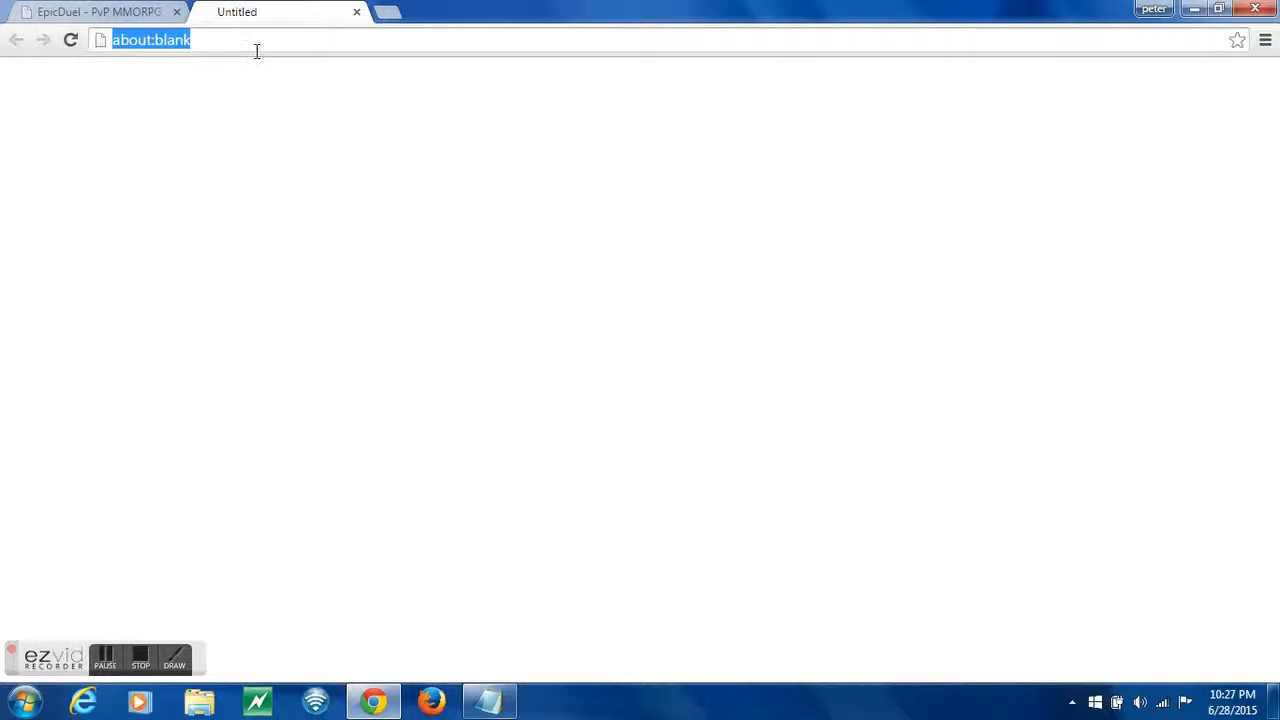 EpicDuel - PvP MMORPG
Untitled
peter
about:blank
ezvid
RECORDER
PAUSE
STOP
DRAW
10:27 PM
6/28/2015